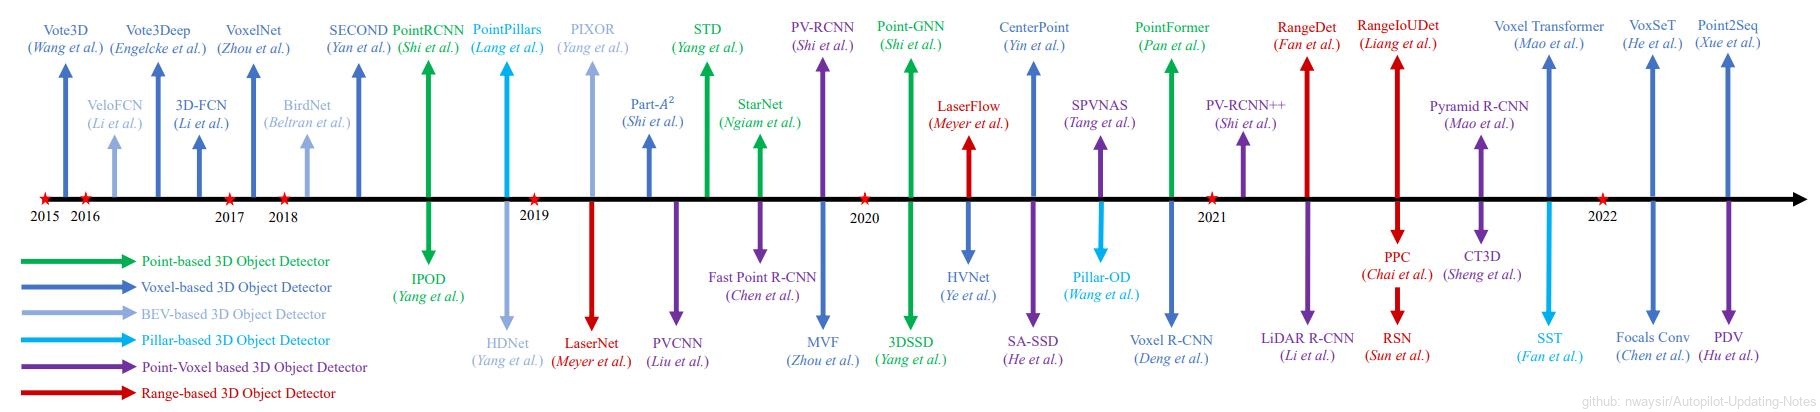 Vote3D
(Wang et al.)
Vote3Deep
(Engelcke et al.)
VoxelNet
(Zhou et al.)
SECOND
(Yan et al.)
PointRCNN
(Shi et al.)
PointPillars
(Lang et al.)
PIXOR
(Yang et al.)
STD
(Yang et al.)
PV-RCNN
(Shi et al.)
Point-GNN
(Shi et al.)
CenterPoint
(Yin et al.)
PointFormer
(Pan et al.)
RangeDet
(Fan et al.)
RangeIoUDet
(Liang et al.)
Voxel Transformer
(Mao et al.)
VoxSeT
(He et al.)
Point2Seq
(Xue et al.)
VeloFCN
(Li et al.)
3D-FCN
(Li et al.)
BirdNet
(Beltran et al.)
Part-A²
(Shi et al.)
StarNet
(Ngiam et al.)
LaserFlow
(Meyer et al.)
SPVNAS
(Tang et al.)
PV-RCNN++
(Shi et al.)
Pyramid R-CNN
(Mao et al.)
2015
2016
2017
2018
2019
2020
2021
2022
IPOD
(Yang et al.)
Fast Point R-CNN
(Chen et al.)
HVNet
(Ye et al.)
Pillar-OD
(Wang et al.)
PPC
(Chai et al.)
CT3D
(Sheng et al.)
HDNet
(Yang et al.)
LaserNet
(Meyer et al.)
PVCNN
(Liu et al.)
MVF
(Zhou et al.)
3DSSD
(Yang et al.)
SA-SSD
(He et al.)
Voxel R-CNN
(Deng et al.)
LiDAR R-CNN
(Li et al.)
RSN
(Sun et al.)
SST
(Fan et al.)
Focals Conv
(Chen et al.)
PDV
(Hu et al.)
Point-based 3D Object Detector
Voxel-based 3D Object Detector
BEV-based 3D Object Detector
Pillar-based 3D Object Detector
Point-Voxel based 3D Object Detector
Range-based 3D Object Detector
github: nwaysir/Autopilot-Updating-Notes